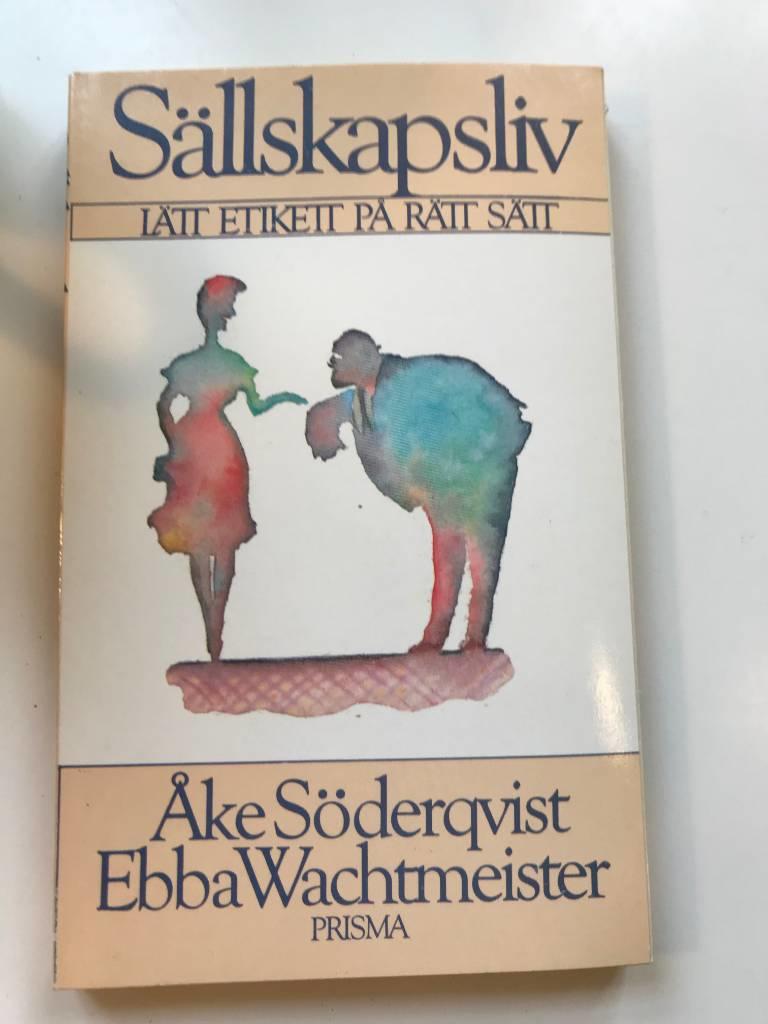 Sällskapsliv
LÄTT ETIKETT PÅ RÄTT SÄTT
Åke Söderqvist
Ebba Wachtmeister
PRISMA